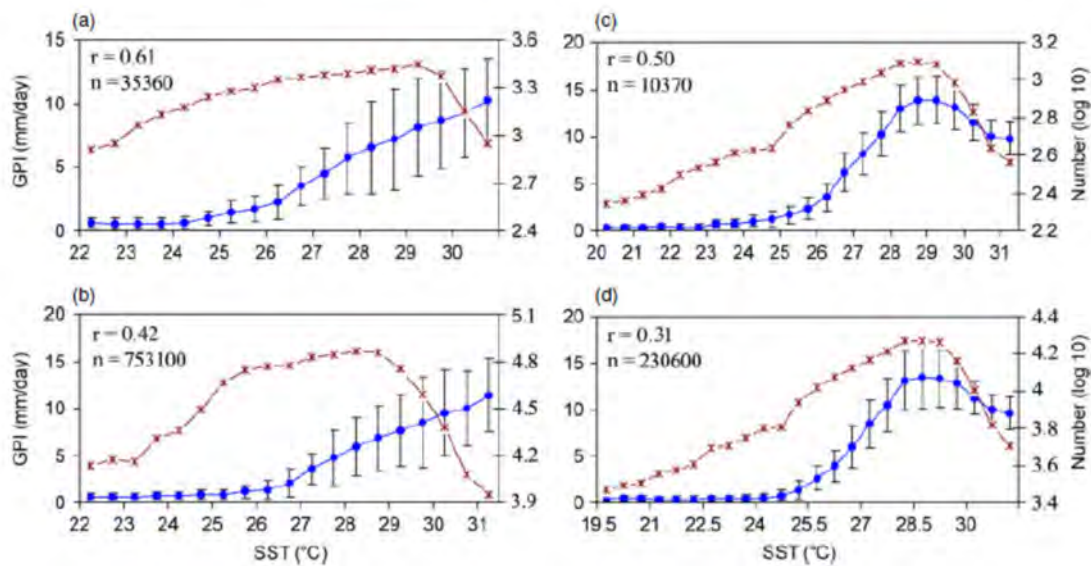 (a)
r = 0.61
n = 35360
GPI (mm/day)
15
10
5
0
3.6
3.3
3
2.7
2.4
22 23 24 25 26 27 28 29 30
(c)
r = 0.50
n = 10370
20
15
10
5
0
3.2
3
2.8
2.6
2.4
2.2
Number (log 10)
20 21 22 23 24 25 26 27 28 29 30 31
(b)
r = 0.42
n = 753100
GPI (mm/day)
20
15
10
5
0
5.1
4.8
4.5
4.2
3.9
22 23 24 25 26 27 28 29 30 31
SST (°C)
(d)
r = 0.31
n = 230600
20
15
10
5
0
4.4
4.2
4
3.8
3.6
3.4
Number (log 10)
19.5 21 22.5 24 25.5 27 28.5 30
SST (°C)